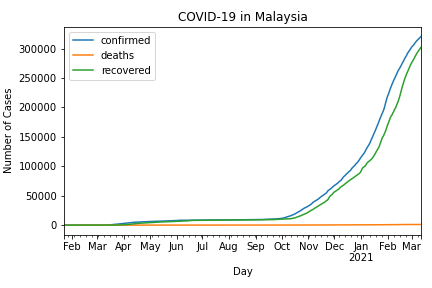 COVID-19 in Malaysia
confirmed
deaths
recovered
Number of Cases
300000
250000
200000
150000
100000
50000
0
Feb Mar Apr May Jun Jul Aug Sep Oct Nov Dec Jan Feb Mar
2021
Day